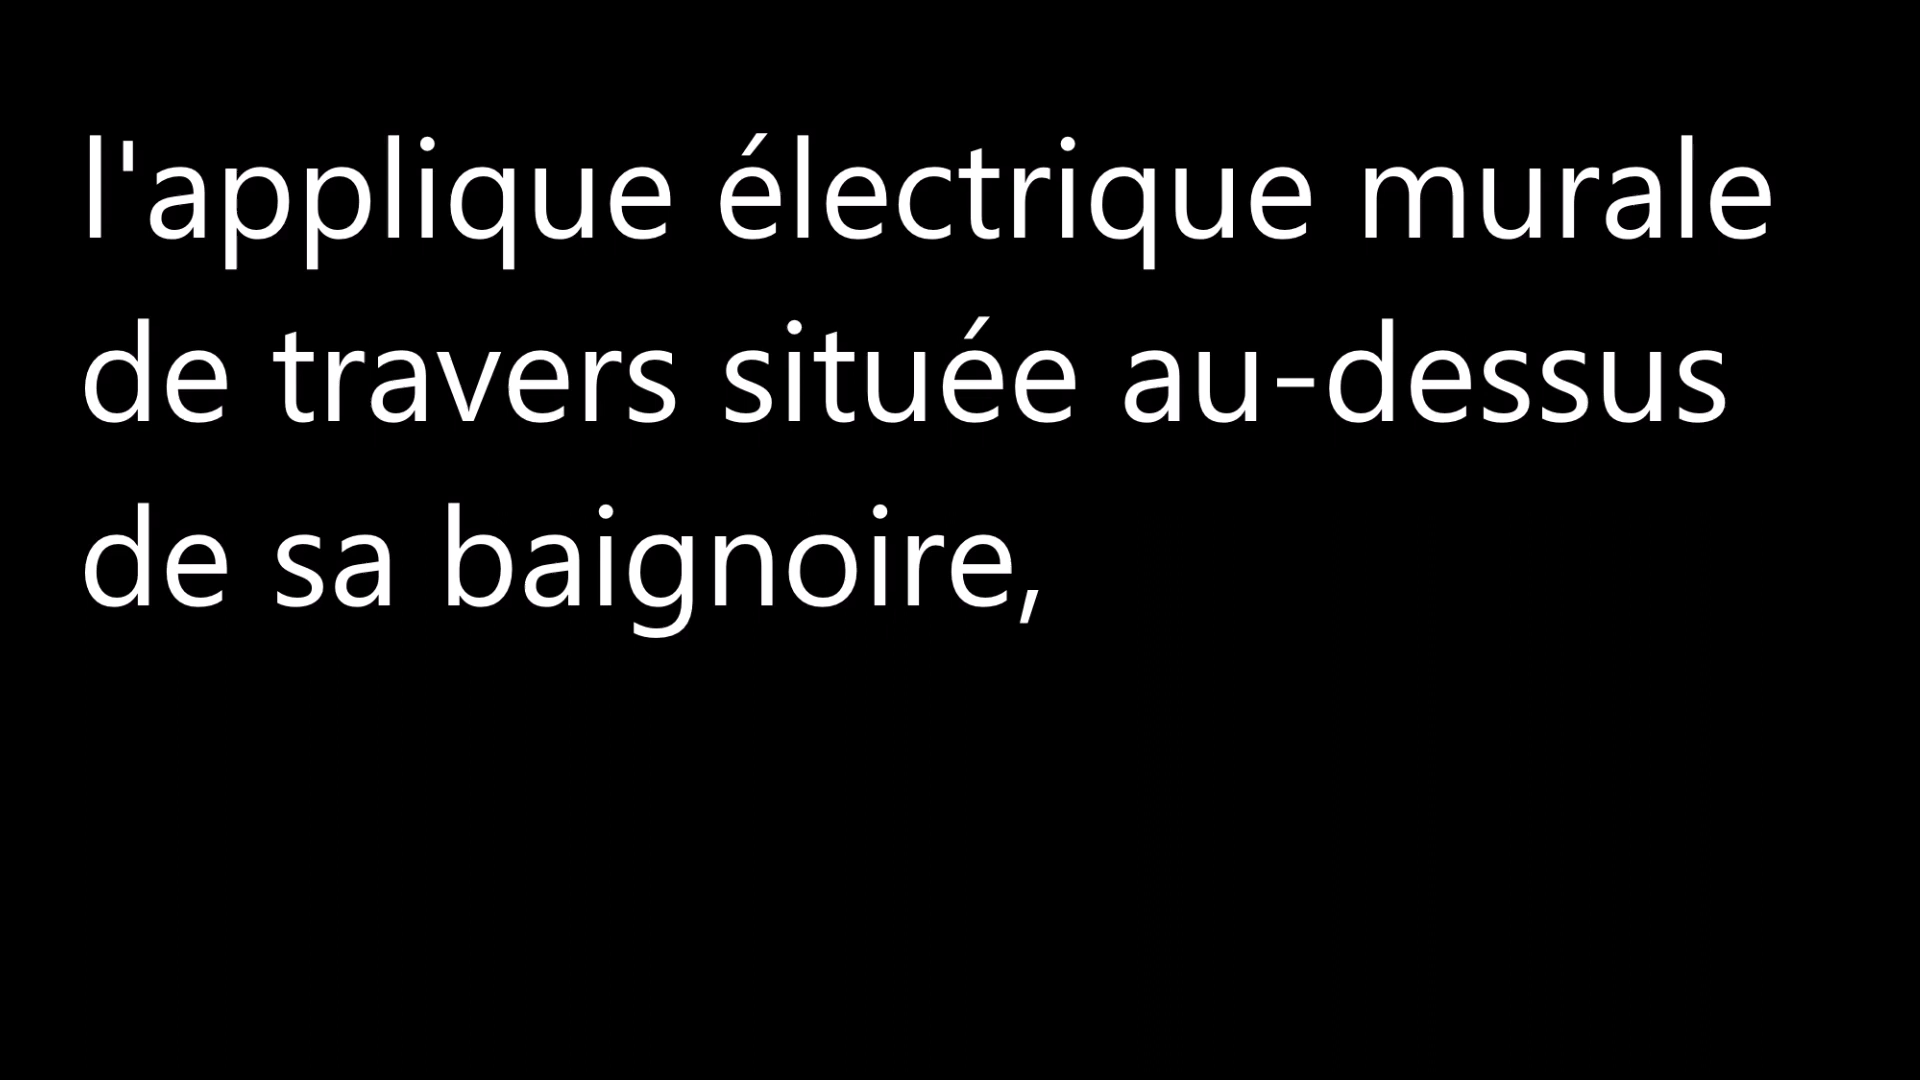 l'applique électrique murale
de travers située au-dessus
de sa baignoire,